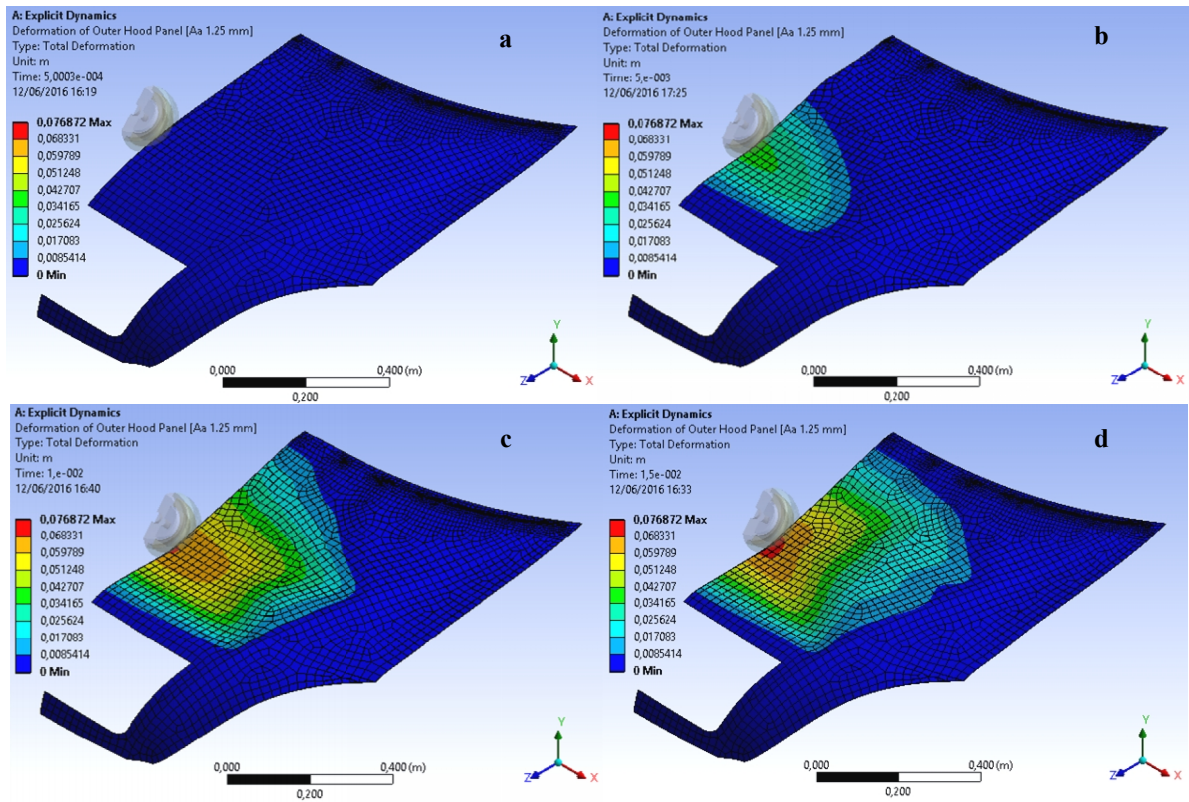 A: Explicit Dynamics
Deformation of Outer Hood Panel [Aa 1.25 mm]
Type: Total Deformation
Unit: m
Time: 5,0003e-004
12/06/2016 16:19
a
0,076872 Max
0,068331
0,059789
0,051248
0,042707
0,034165
0,025624
0,017083
0,0085414
0 Min
0,000
0,400 (m)
0,200
Y
Z
X
A: Explicit Dynamics
Deformation of Outer Hood Panel [Aa 1.25 mm]
Type: Total Deformation
Unit: m
Time: 5,e-003
12/06/2016 17:25
b
0,076872 Max
0,068331
0,059789
0,051248
0,042707
0,034165
0,025624
0,017083
0,0085414
0 Min
0,000
0,400 (m)
0,200
Y
Z
X
A: Explicit Dynamics
Deformation of Outer Hood Panel [Aa 1.25 mm]
Type: Total Deformation
Unit: m
Time: 1,e-002
12/06/2016 16:40
c
0,076872 Max
0,068331
0,059789
0,051248
0,042707
0,034165
0,025624
0,017083
0,0085414
0 Min
0,000
0,400 (m)
0,200
Y
Z
X
A: Explicit Dynamics
Deformation of Outer Hood Panel [Aa 1.25 mm]
Type: Total Deformation
Unit: m
Time: 1,5e-002
12/06/2016 16:33
d
0,076872 Max
0,068331
0,059789
0,051248
0,042707
0,034165
0,025624
0,017083
0,0085414
0 Min
0,000
0,400 (m)
0,200
Y
Z
X